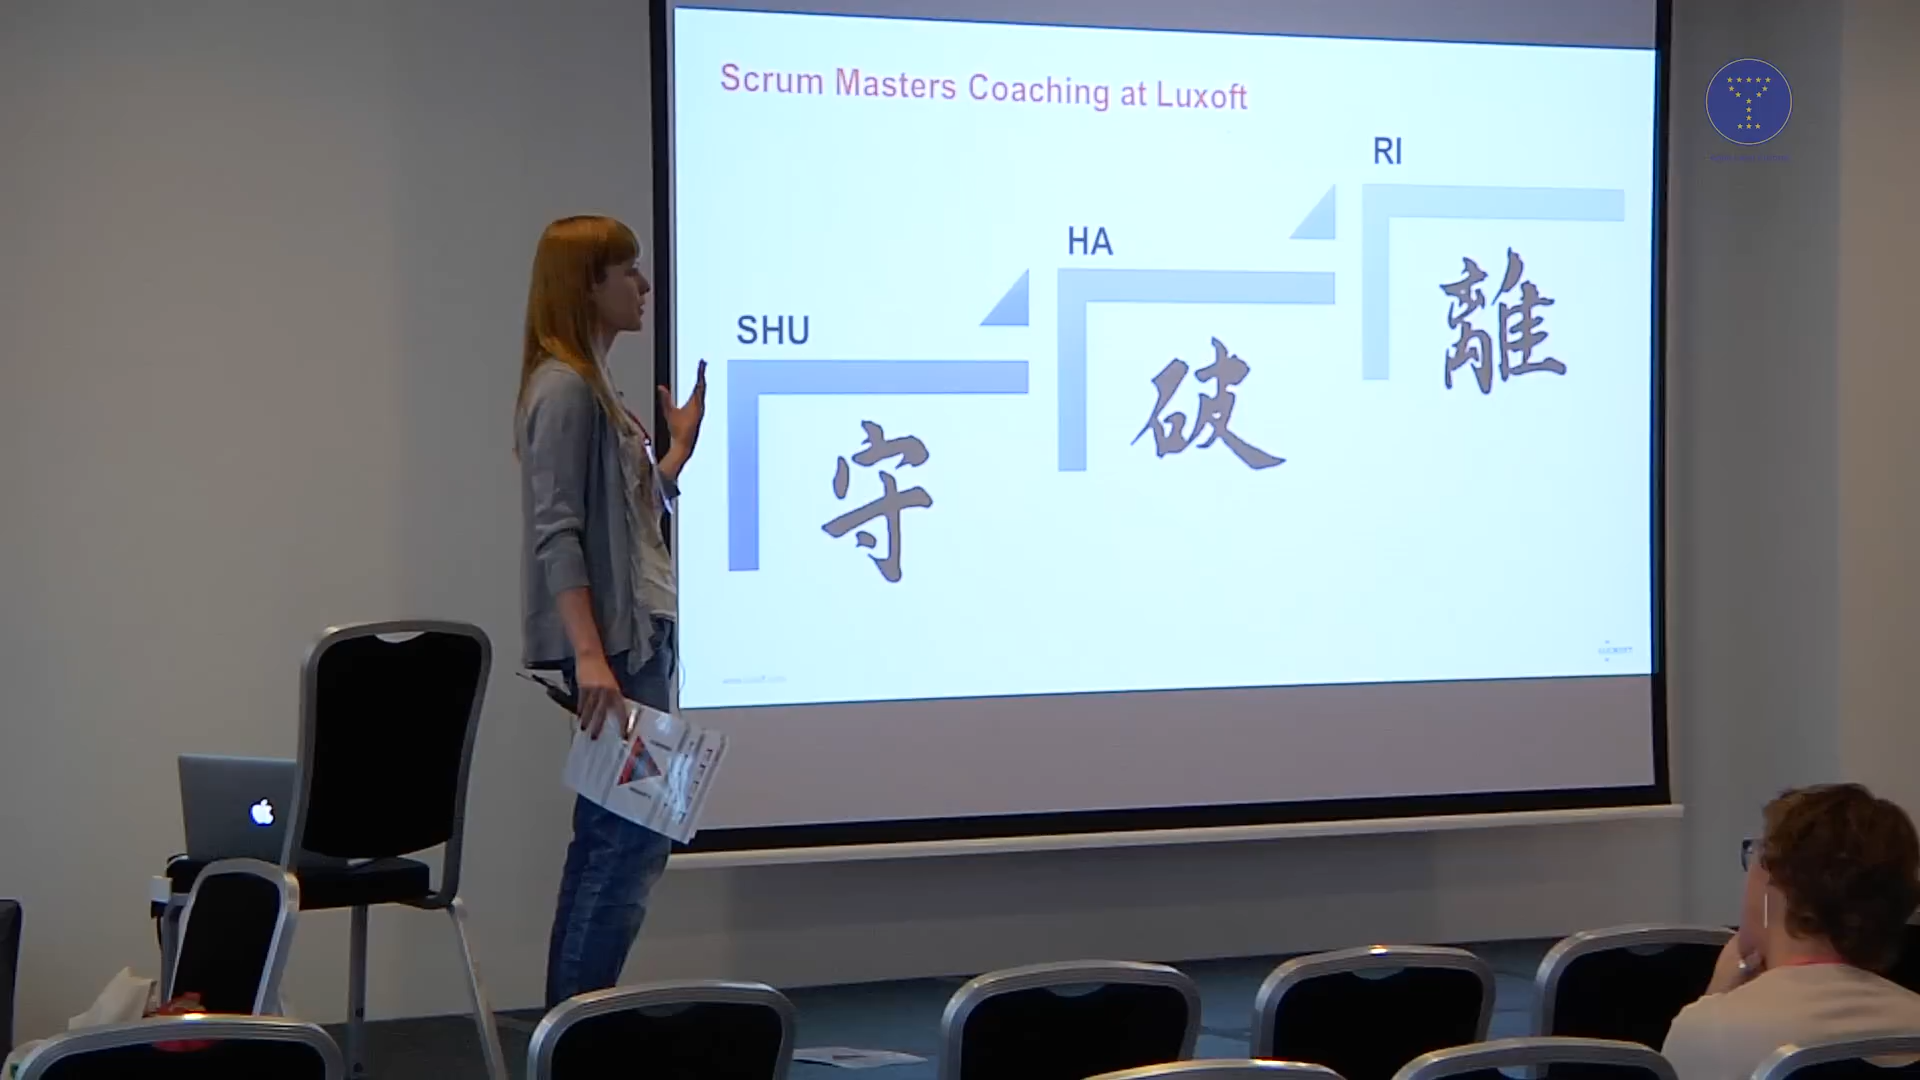 Scrum Masters Coaching at Luxoft
RI
HA
SHU
離
破
守